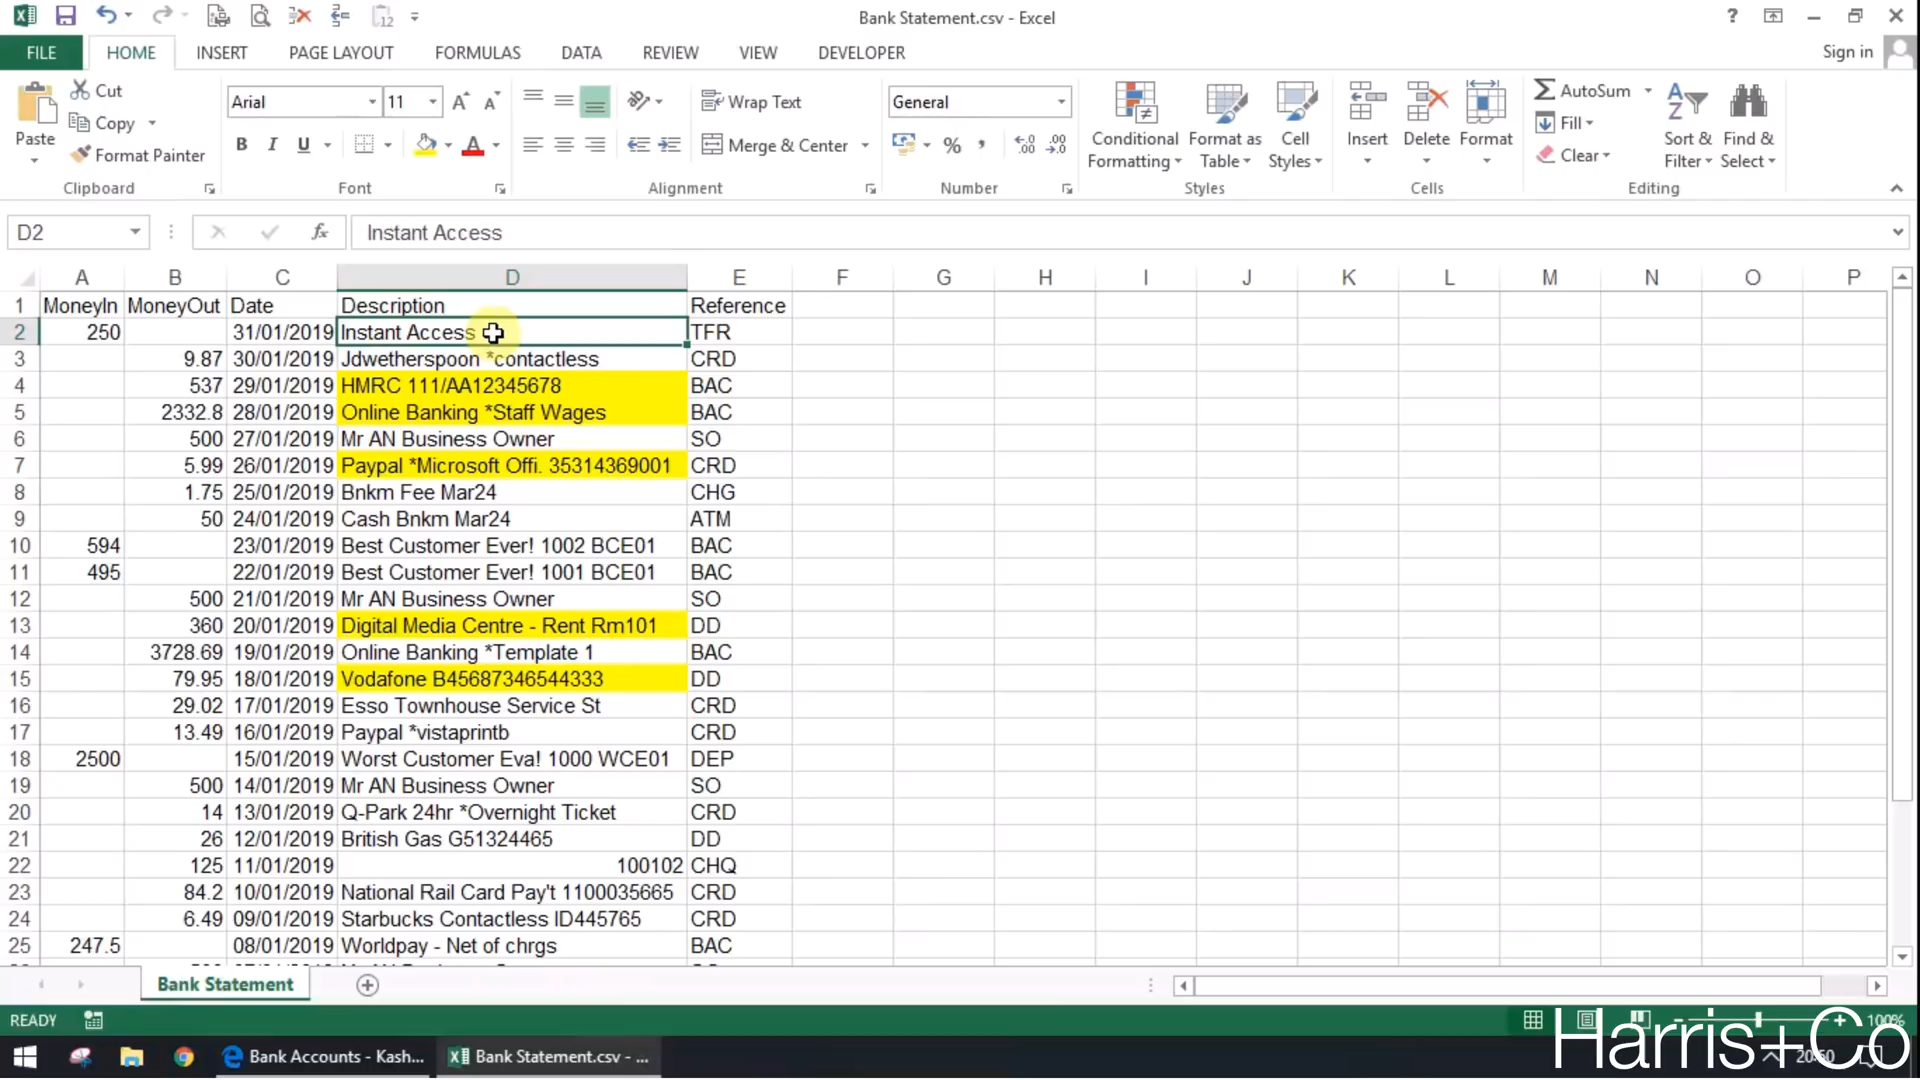 Bank Statement.csv - Excel
FILE HOME INSERT PAGE LAYOUT FORMULAS DATA REVIEW VIEW DEVELOPER Sign in
Paste Cut Copy Format Painter Clipboard
Arial 11 B I U A Font
Wrap Text Merge & Center Alignment
General % , Number
Conditional Formatting Format as Table Cell Styles Styles
Insert Delete Format Cells
AutoSum Fill Clear Sort & Filter Find & Select Editing
D2 fx Instant Access
A B C D E F G H I J K L M N O P
1 MoneyIn MoneyOut Date Description Reference
2 250 31/01/2019 Instant Access TFR
3 9.87 30/01/2019 Jdwetherspoon *contactless CRD
4 537 29/01/2019 HMRC 111/AA12345678 BAC
5 2332.8 28/01/2019 Online Banking *Staff Wages BAC
6 500 27/01/2019 Mr AN Business Owner SO
7 5.99 26/01/2019 Paypal *Microsoft Offi. 35314369001 CRD
8 1.75 25/01/2019 Bnkm Fee Mar24 CHG
9 50 24/01/2019 Cash Bnkm Mar24 ATM
10 594 23/01/2019 Best Customer Ever! 1002 BCE01 BAC
11 495 22/01/2019 Best Customer Ever! 1001 BCE01 BAC
12 500 21/01/2019 Mr AN Business Owner SO
13 360 20/01/2019 Digital Media Centre - Rent Rm101 DD
14 3728.69 19/01/2019 Online Banking *Template 1 BAC
15 79.95 18/01/2019 Vodafone B45687346544333 DD
16 29.02 17/01/2019 Esso Townhouse Service St CRD
17 13.49 16/01/2019 Paypal *vistaprintb CRD
18 2500 15/01/2019 Worst Customer Eva! 1000 WCE01 DEP
19 500 14/01/2019 Mr AN Business Owner SO
20 14 13/01/2019 Q-Park 24hr *Overnight Ticket CRD
21 26 12/01/2019 British Gas G51324465 DD
22 125 11/01/2019 100102 CHQ
23 84.2 10/01/2019 National Rail Card Pay't 1100035665 CRD
24 6.49 09/01/2019 Starbucks Contactless ID445765 CRD
25 247.5 08/01/2019 Worldpay - Net of chrgs BAC
Bank Statement
READY 100%
Harris+Co
Bank Accounts - Kash... Bank Statement.csv - ...